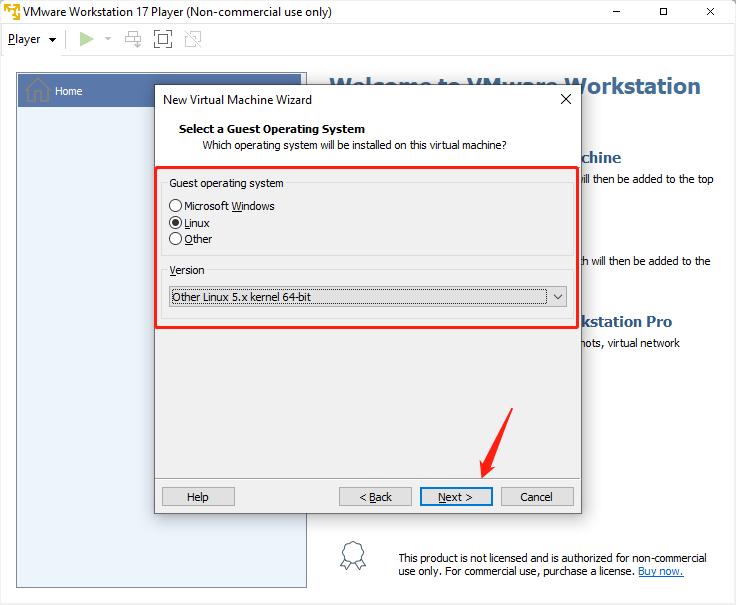 VMware Workstation 17 Player (Non-commercial use only)
Player
Home
Welcome to VMware Workstation
New Virtual Machine Wizard
Select a Guest Operating System
Which operating system will be installed on this virtual machine?
Guest operating system
Microsoft Windows
Linux
Other
Version
Other Linux 5.x kernel 64-bit
Help
< Back
Next >
Cancel
chine
will then be added to the top
ch will then be added to the
kstation Pro
hots, virtual network
This product is not licensed and is authorized for non-commercial
use only. For commercial use, purchase a license. Buy now.